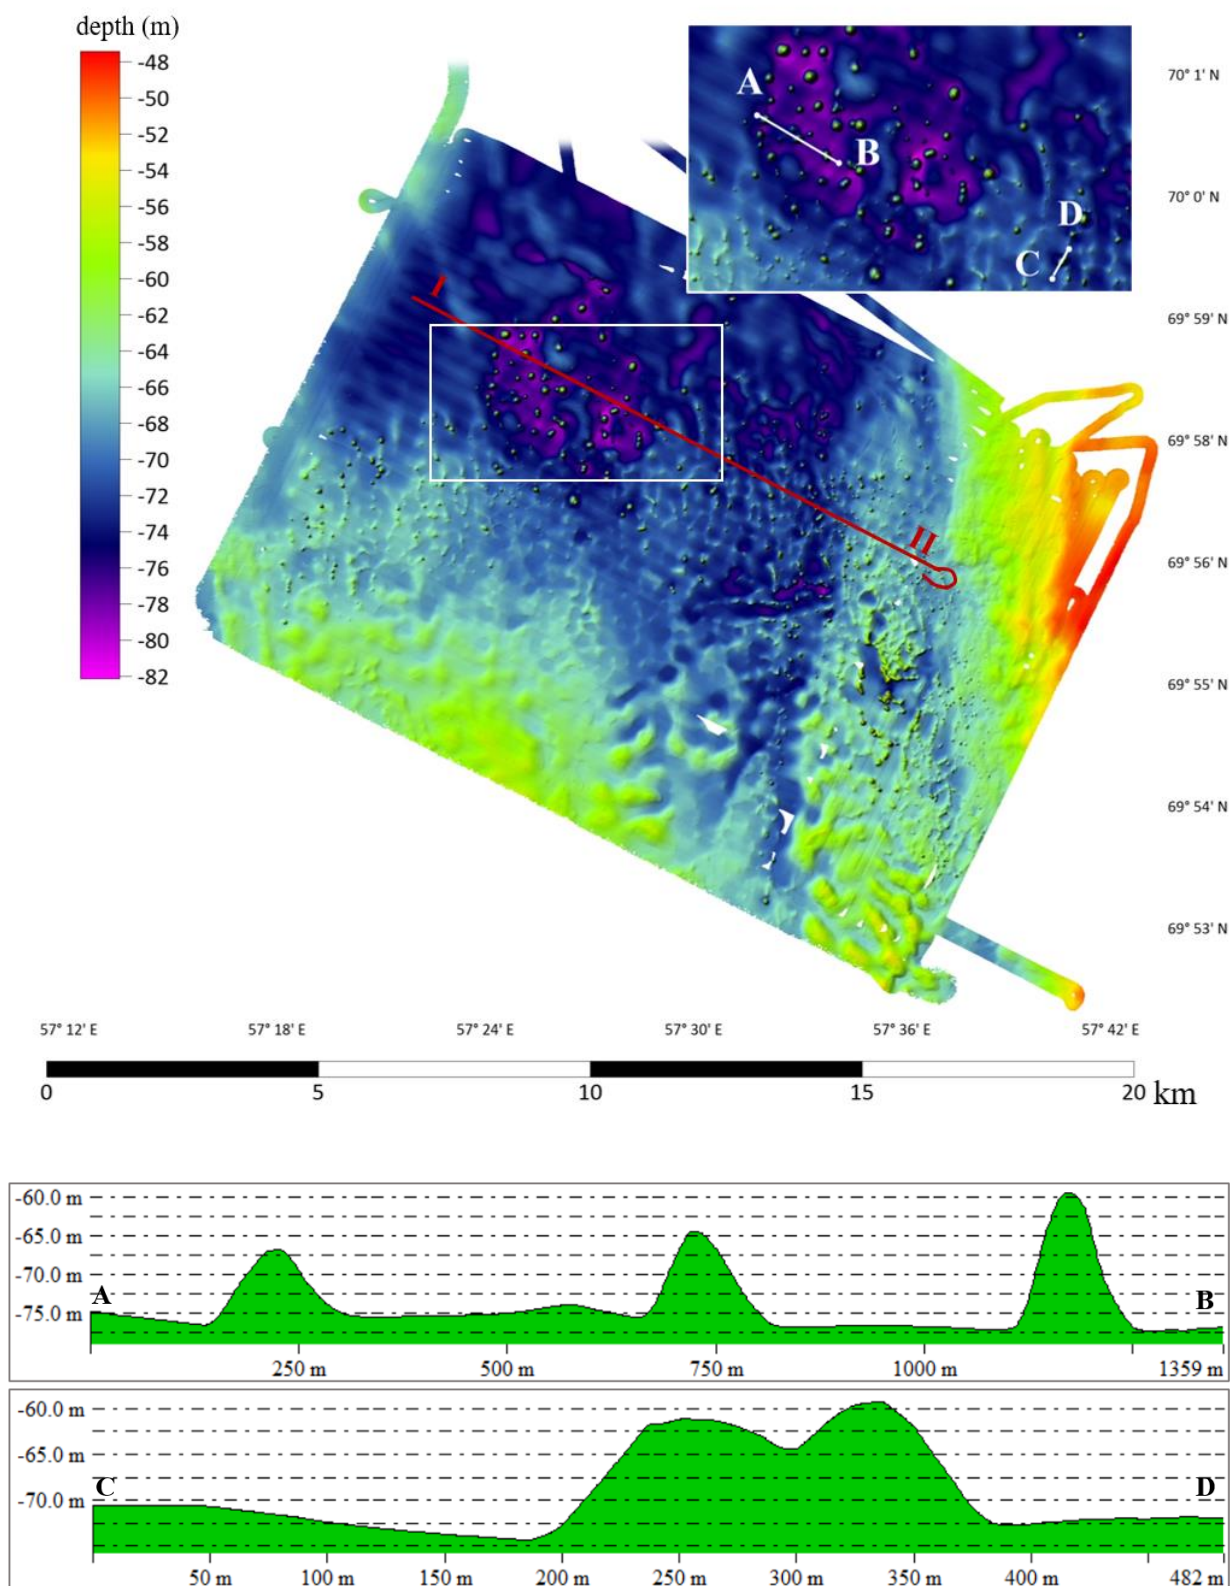 depth (m)
-48
-50
-52
-54
-56
-58
-60
-62
-64
-66
-68
-70
-72
-74
-76
-78
-80
-82
A
B
D
C
I
II
70° 1' N
70° 0' N
69° 59' N
69° 58' N
69° 56' N
69° 55' N
69° 54' N
69° 53' N
57° 12' E 57° 18' E 57° 24' E 57° 30' E 57° 36' E 57° 42' E
0 5 10 15 20 km
-60.0 m
-65.0 m
-70.0 m
-75.0 m
A B
250 m 500 m 750 m 1000 m 1359 m
-60.0 m
-65.0 m
-70.0 m
C D
50 m 100 m 150 m 200 m 250 m 300 m 350 m 400 m 482 m